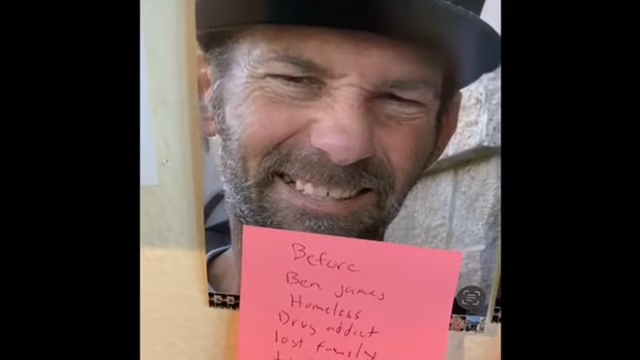 Before
Ben James
Homeless
Drug addict
lost family